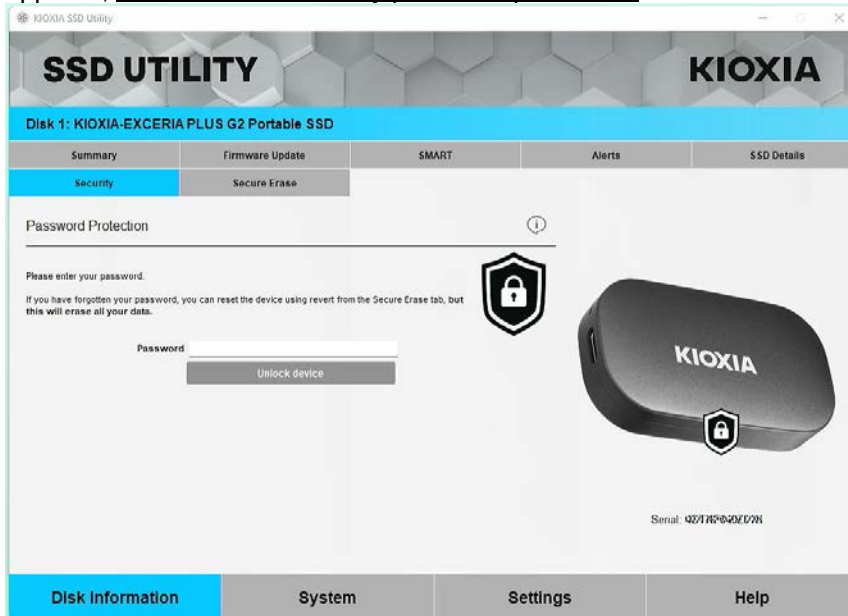 KIOXIA SSD Utility
SSD UTILITY
KIOXIA
Disk 1: KIOXIA-EXCERIA PLUS G2 Portable SSD
Summary
Firmware Update
SMART
Alerts
SSD Details
Security
Secure Erase
Password Protection
Please enter your password.
If you have forgotten your password, you can reset the device using revert from the Secure Erase tab, but
this will erase all your data.
Password
Unlock device
KIOXIA
Serial:
Disk Information
System
Settings
Help